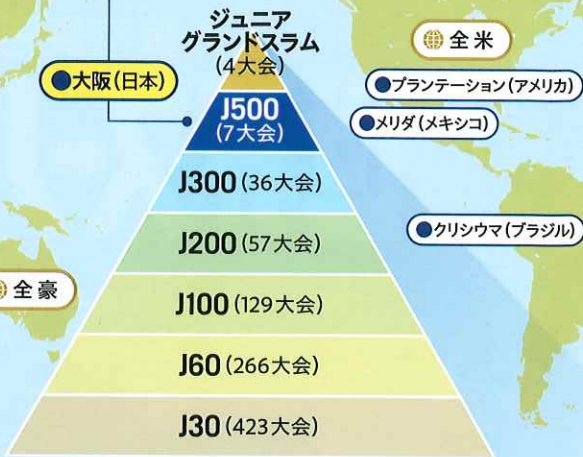 ジュニア
グランドスラム
(4大会)
全米
大阪(日本)
プランテーション(アメリカ)
J500
(7大会)
メリダ(メキシコ)
J300(36大会)
J200(57大会)
クリシウマ(ブラジル)
全豪
J100(129大会)
J60(266大会)
J30(423大会)